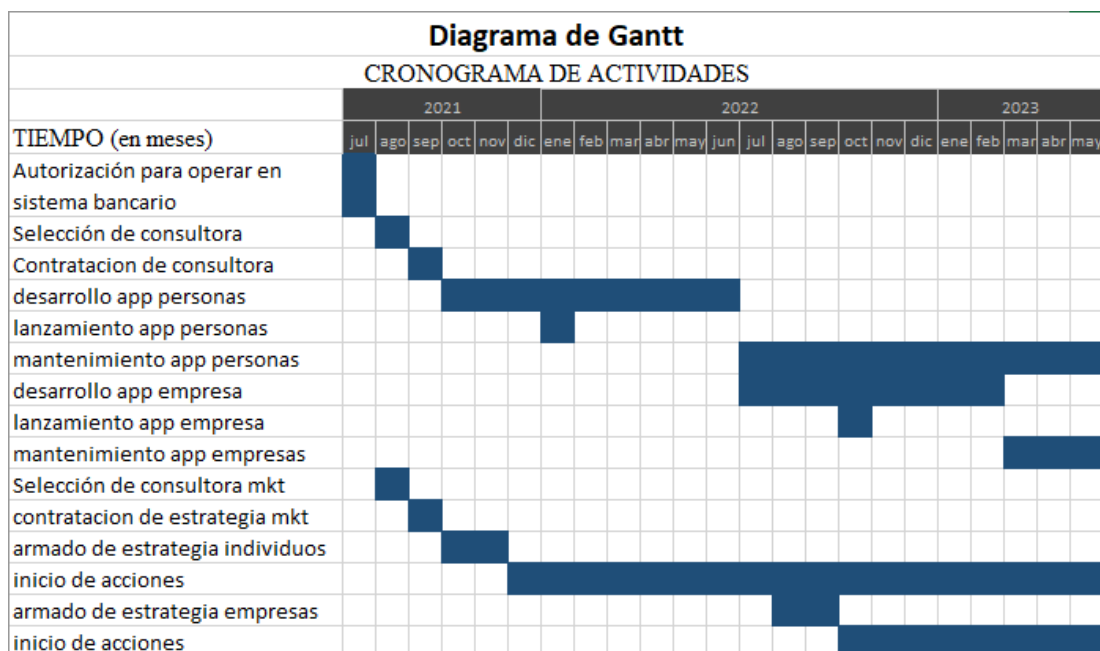 Diagrama de Gantt
CRONOGRAMA DE ACTIVIDADES
2021 2022 2023
TIEMPO (en meses) jul ago sep oct nov dic ene feb mar abr may jun jul ago sep oct nov dic ene feb mar abr may
Autorización para operar en
sistema bancario
Selección de consultora
Contratacion de consultora
desarrollo app personas
lanzamiento app personas
mantenimiento app personas
desarrollo app empresa
lanzamiento app empresa
mantenimiento app empresas
Selección de consultora mkt
contratacion de estrategia mkt
armado de estrategia individuos
inicio de acciones
armado de estrategia empresas
inicio de acciones